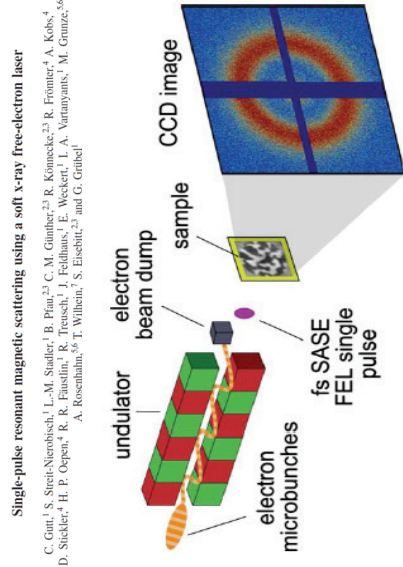 Single-pulse resonant magnetic scattering using a soft x-ray free-electron laser
C. Gutt,¹ S. Streit-Nierobisch,¹ L.-M. Stadler,¹ B. Pfau,²,³ C. M. Günther,²,³ R. Könnecke,²,³ R. Frömter,⁴ A. Kobs,⁴
D. Stickler,⁴ H. P. Oepen,⁴ R. R. Fäustlin,¹ R. Treusch,¹ J. Feldhaus,¹ E. Weckert,¹ I. A. Vartanyants,¹ M. Grunze,⁵,⁶
A. Rosenhahn,⁵,⁶ T. Wilhein,⁷ S. Eisebitt,²,³ and G. Grübel¹
electron
microbunches
undulator
electron
beam dump
fs SASE
FEL single
pulse
sample
CCD image